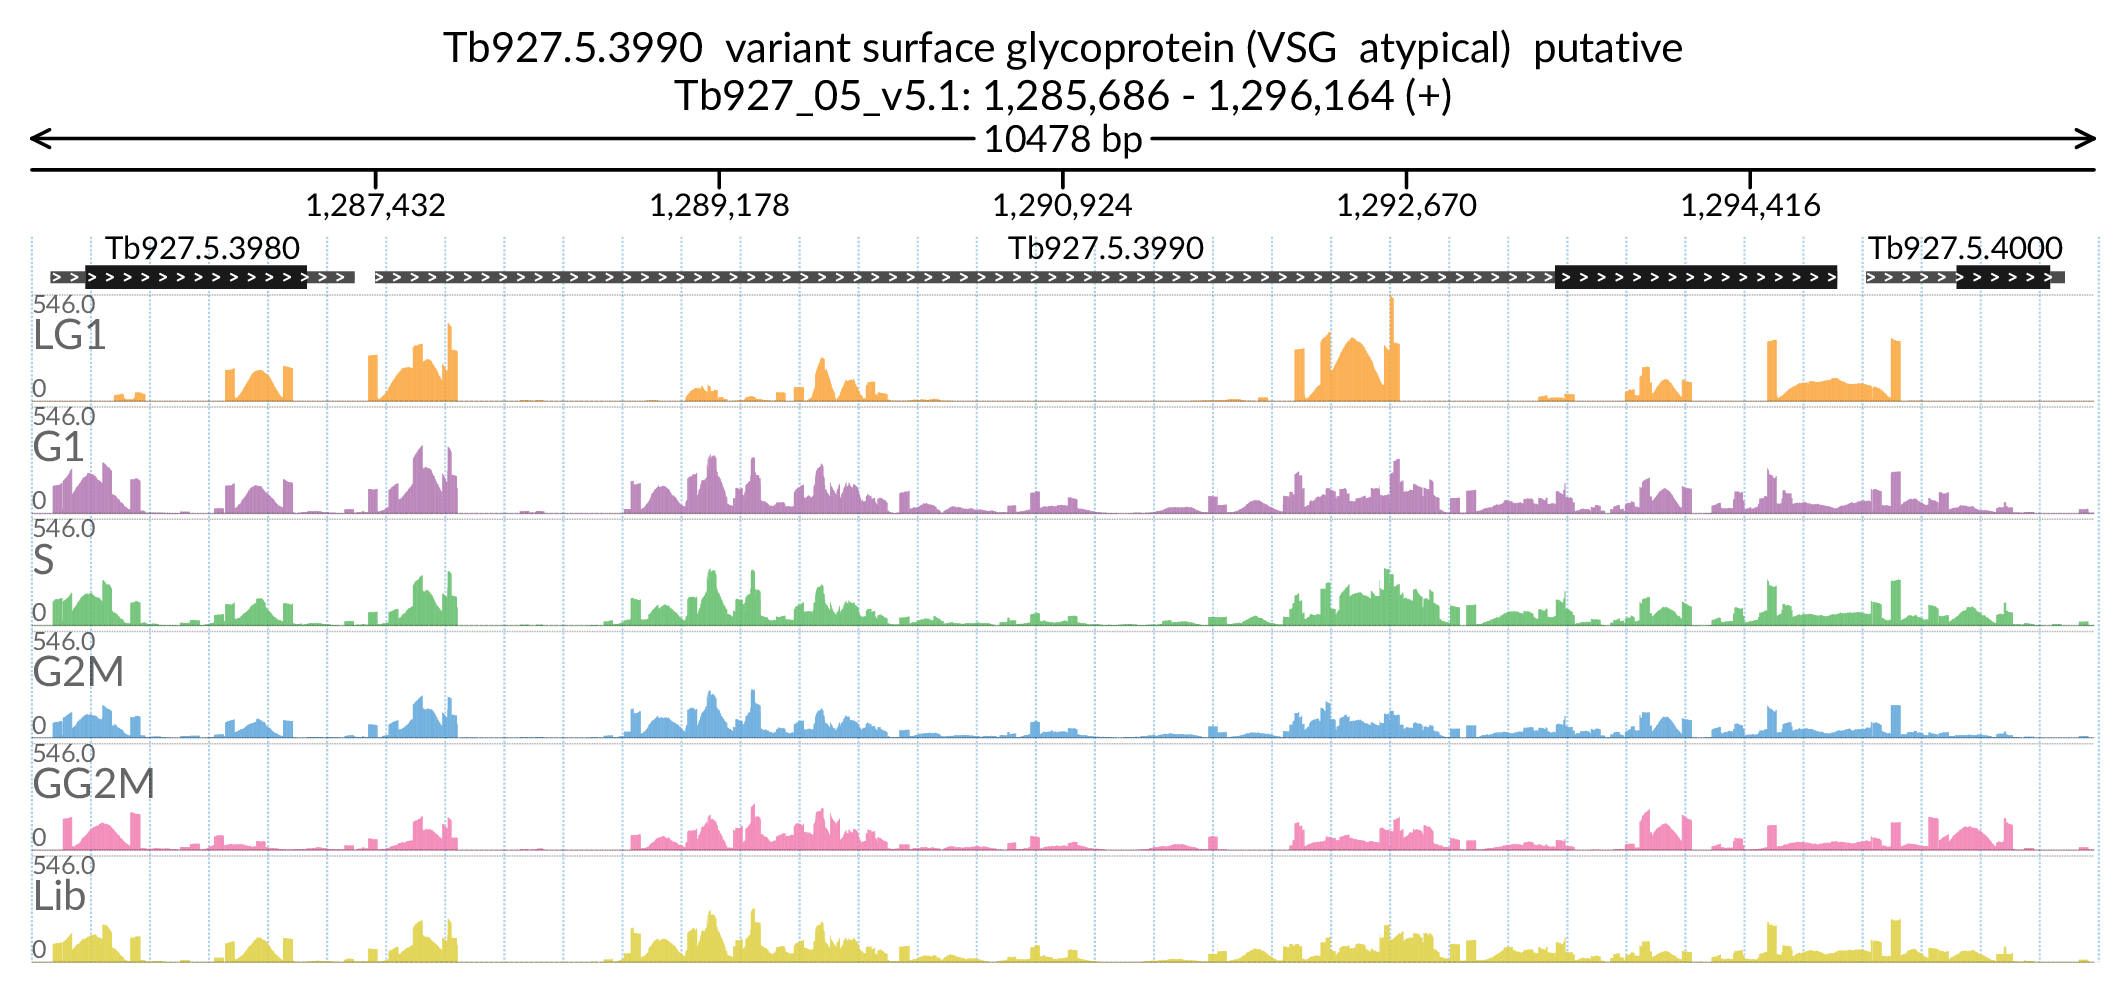 Tb927.5.3990  variant surface glycoprotein (VSG  atypical)  putative
Tb927_05_v5.1: 1,285,686 - 1,296,164 (+)
10478 bp
1,287,432 1,289,178 1,290,924 1,292,670 1,294,416
Tb927.5.3980 Tb927.5.3990 Tb927.5.4000
546.0
LG1
0
546.0
G1
0
546.0
S
0
546.0
G2M
0
546.0
GG2M
0
546.0
Lib
0